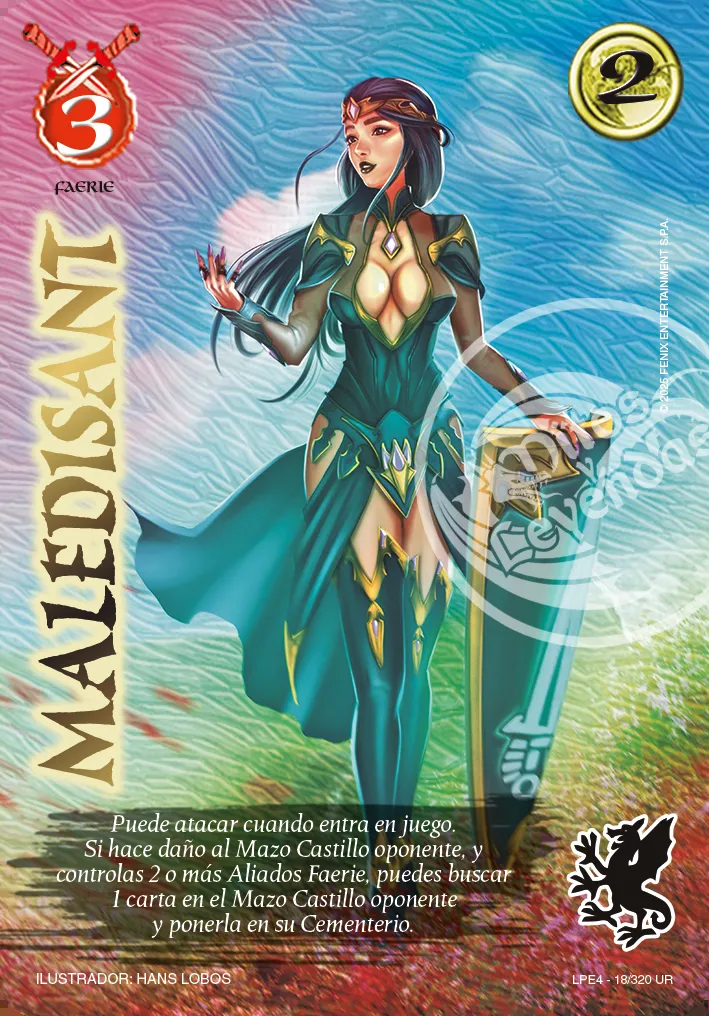 3
2
FAERIE
MALEDISANT
© 2025 FENIX ENTERTAINMENT S.P.A.
Mitos
y
Leyendas
Puede atacar cuando entra en juego.
Si hace daño al Mazo Castillo oponente, y
controlas 2 o más Aliados Faerie, puedes buscar
1 carta en el Mazo Castillo oponente
y ponerla en su Cementerio.
ILUSTRADOR: HANS LOBOS
LPE4 - 18/320 UR